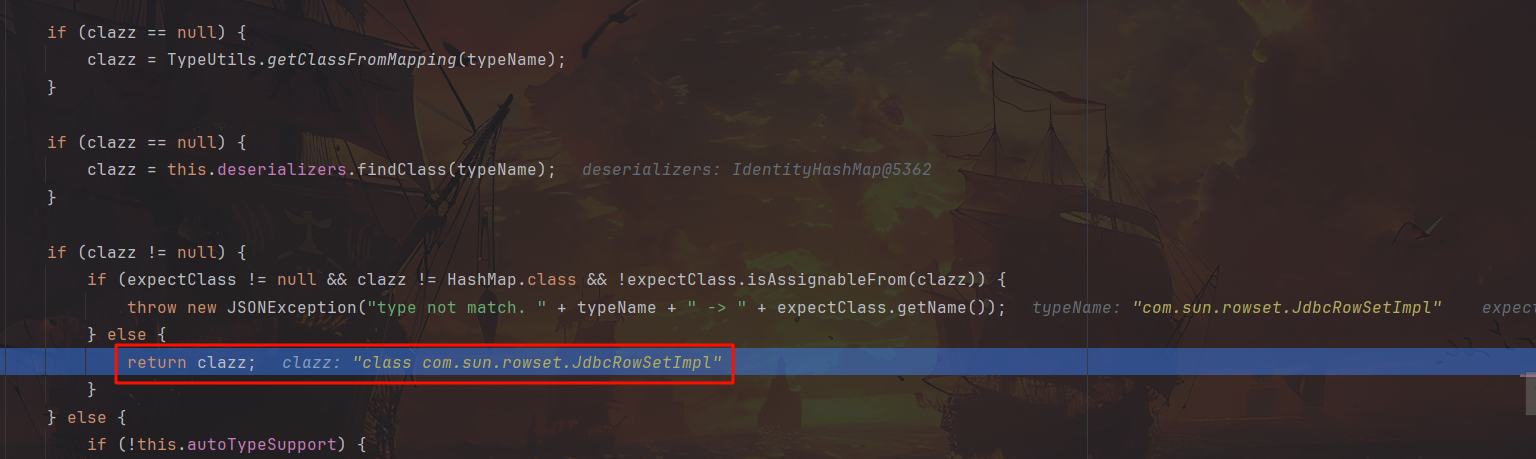 if (clazz == null) {
clazz = TypeUtils.getClassFromMapping(typeName);
}
if (clazz == null) {
clazz = this.deserializers.findClass(typeName); deserializers: IdentityHashMap@5362
}
if (clazz != null) {
if (expectClass != null && clazz != HashMap.class && !expectClass.isAssignableFrom(clazz)) {
throw new JSONException("type not match. " + typeName + " -> " + expectClass.getName()); typeName: "com.sun.rowset.JdbcRowSetImpl" expect
} else {
return clazz; clazz: "class com.sun.rowset.JdbcRowSetImpl"
}
} else {
if (!this.autoTypeSupport) {